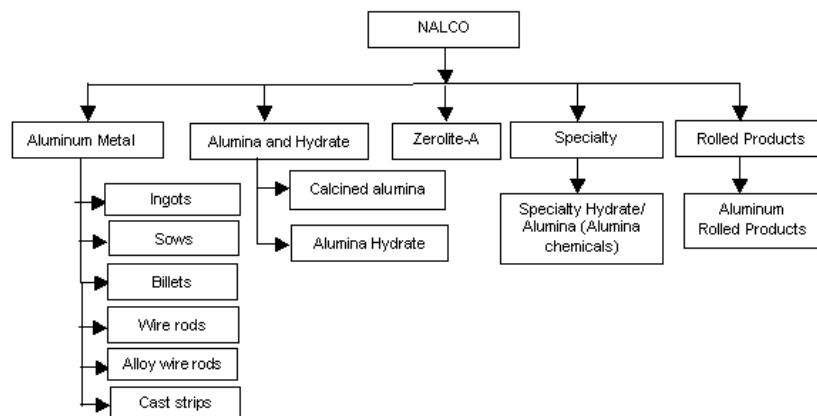 NALCO
Aluminum Metal
Alumina and Hydrate
Zerolite-A
Specialty
Rolled Products
Ingots
Sows
Billets
Wire rods
Alloy wire rods
Cast strips
Calcined alumina
Alumina Hydrate
Specialty Hydrate/
Alumina (Alumina
chemicals)
Aluminum
Rolled Products